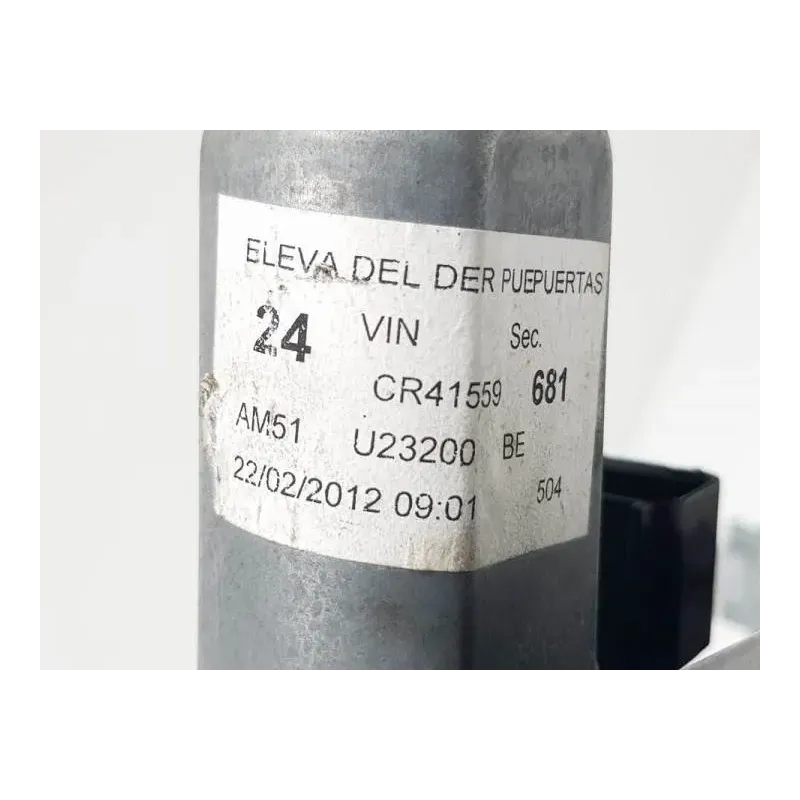 ELEVA DEL DER PUEPUERTAS
24 VIN Sec.
CR41559 681
AM51 U23200 BE
22/02/2012 09:01 504